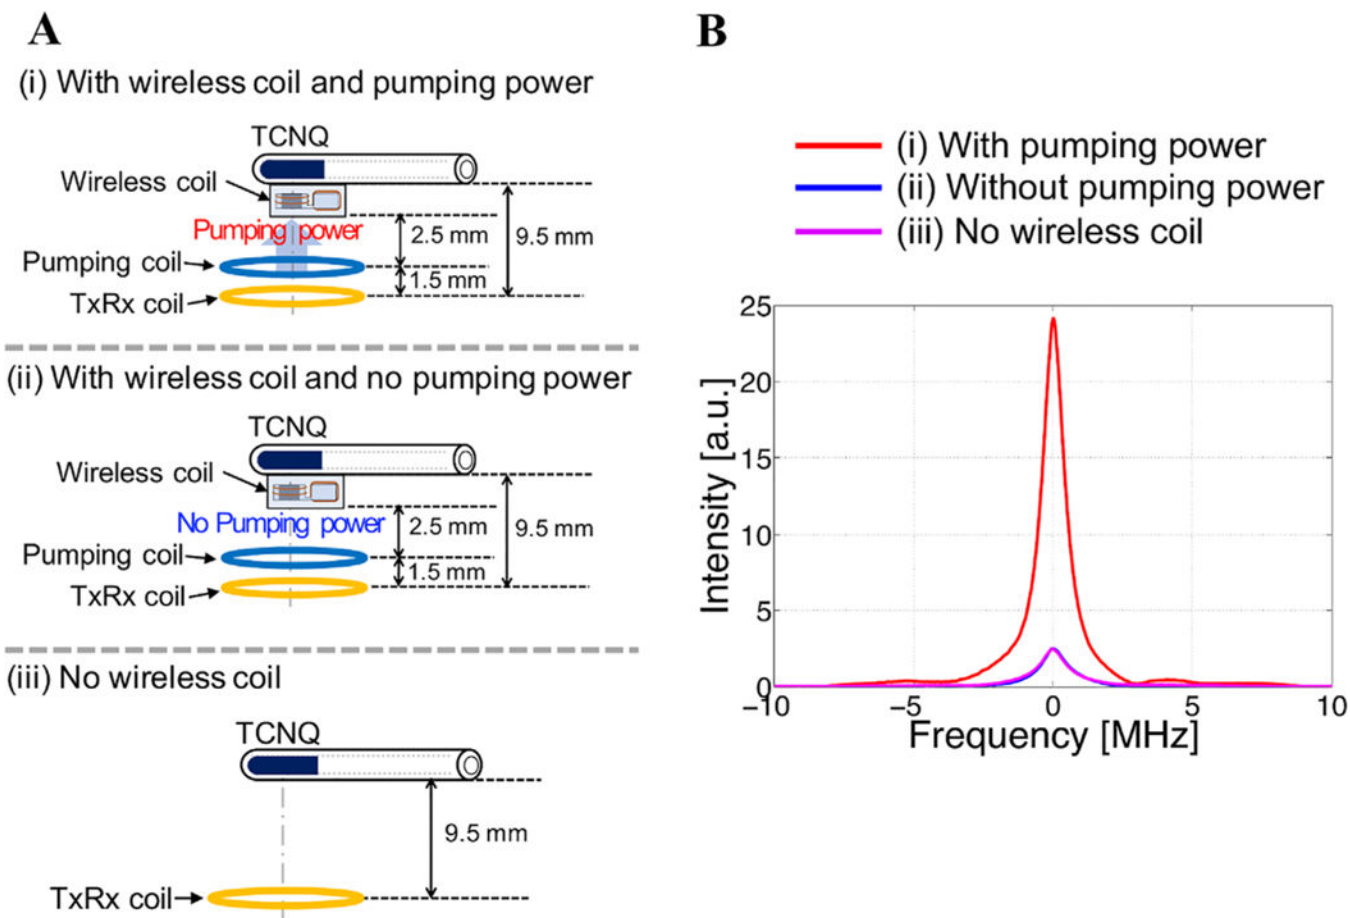 A
(i) With wireless coil and pumping power
TCNQ
Wireless coil
Pumping power
2.5 mm
9.5 mm
Pumping coil
1.5 mm
TxRx coil
(ii) With wireless coil and no pumping power
TCNQ
Wireless coil
No Pumping power
2.5 mm
9.5 mm
Pumping coil
1.5 mm
TxRx coil
(iii) No wireless coil
TCNQ
9.5 mm
TxRx coil
B
(i) With pumping power
(ii) Without pumping power
(iii) No wireless coil
25
20
15
10
5
0
Intensity [a.u.]
−10
−5
0
5
10
Frequency [MHz]